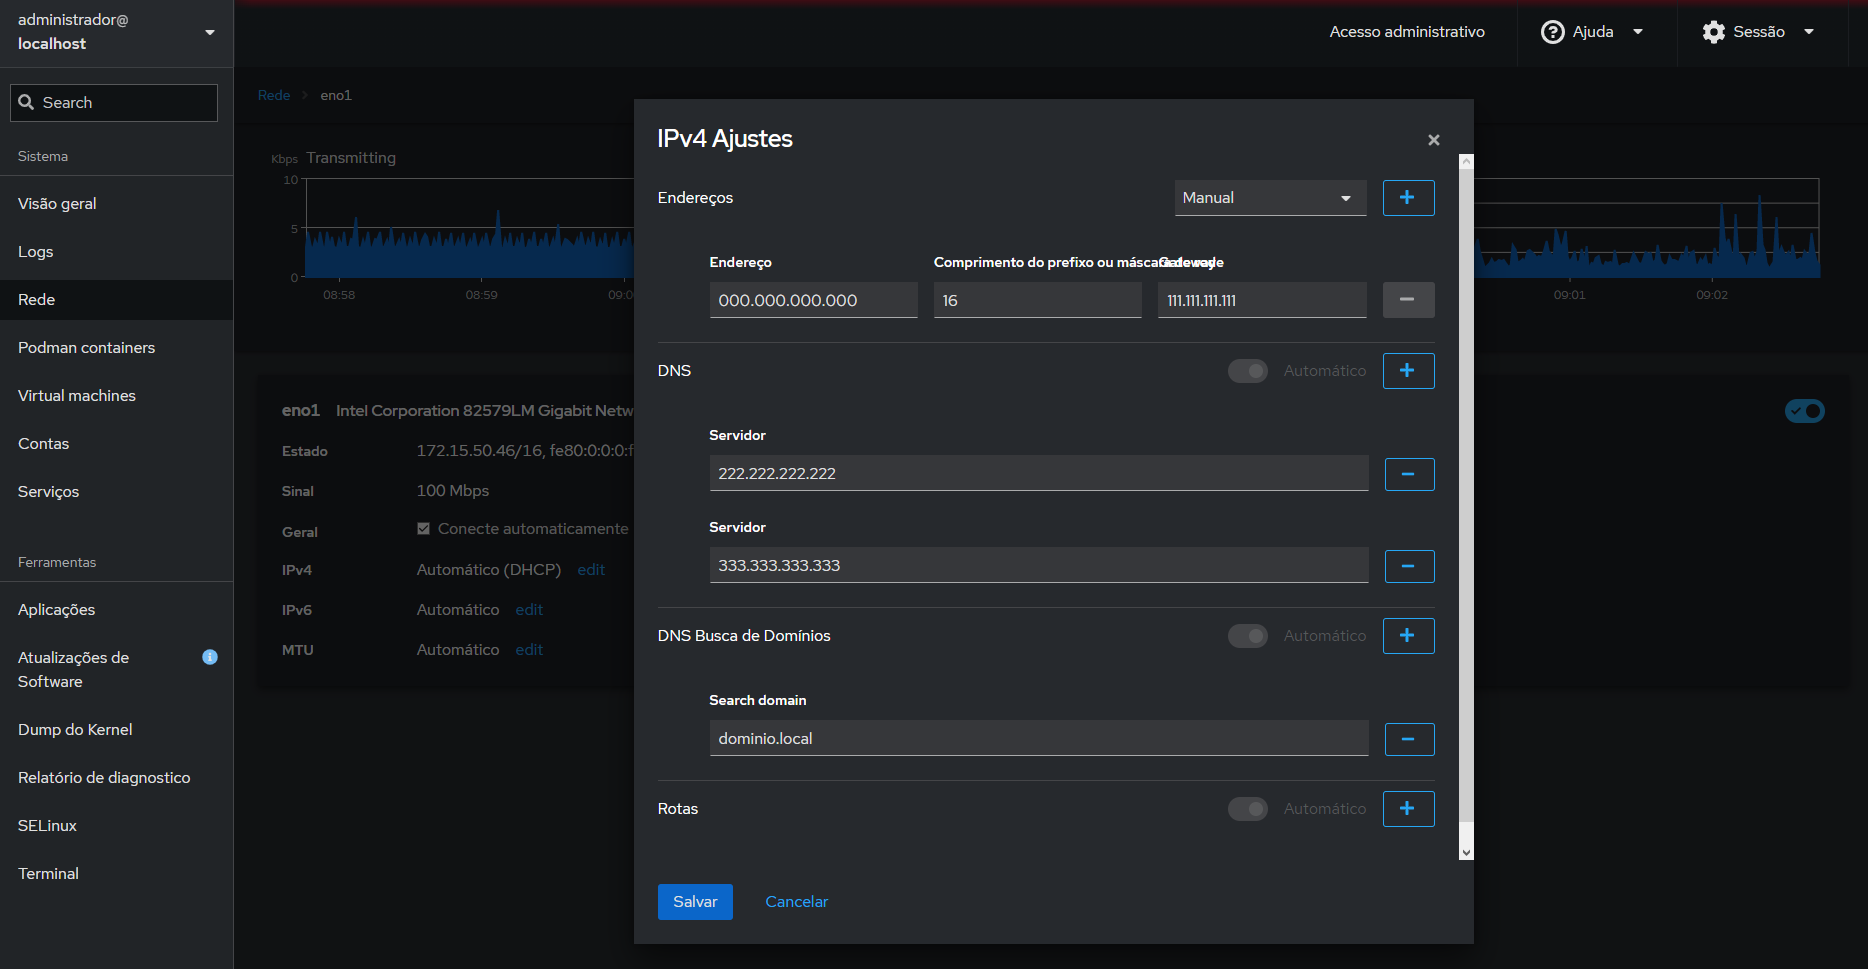 administrador@
localhost
Acesso administrativo
Ajuda
Sessão
Search
Sistema
Visão geral
Logs
Rede
Podman containers
Virtual machines
Contas
Serviços
Ferramentas
Aplicações
Atualizações de
Software
Dump do Kernel
Relatório de diagnostico
SELinux
Terminal
Rede > eno1
Kbps Transmitting
10
5
0
08:58 08:59 09:0
09:01 09:02
eno1 Intel Corporation 82579LM Gigabit Netw
Estado 172.15.50.46/16, fe80:0:0:0:f
Sinal 100 Mbps
Geral Conecte automaticamente
IPv4 Automático (DHCP) edit
IPv6 Automático edit
MTU Automático edit
IPv4 Ajustes
Endereços Manual
Endereço Comprimento do prefixo ou máscara de rede Gateway
000.000.000.000 16 111.111.111.111
DNS Automático
Servidor
222.222.222.222
Servidor
333.333.333.333
DNS Busca de Domínios Automático
Search domain
dominio.local
Rotas Automático
Salvar Cancelar